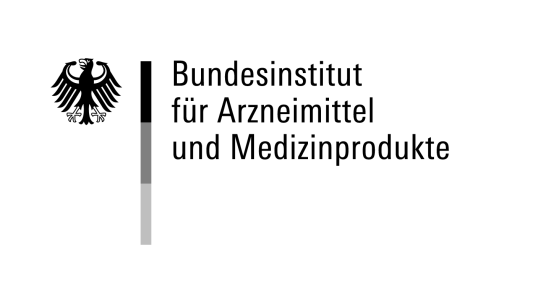 Bundesinstitut
für Arzneimittel
und Medizinprodukte